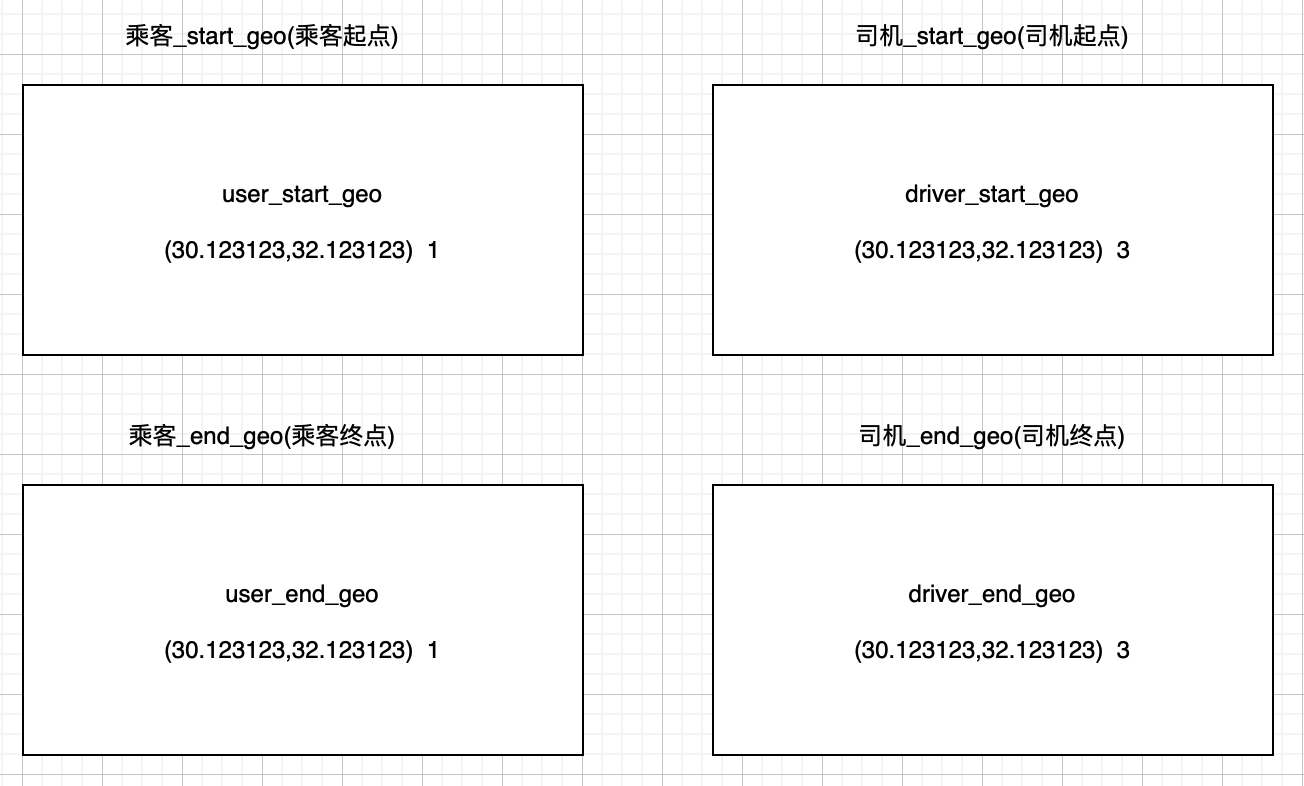 乘客_start_geo(乘客起点)
司机_start_geo(司机起点)
user_start_geo
(30.123123,32.123123)  1
driver_start_geo
(30.123123,32.123123)  3
乘客_end_geo(乘客终点)
司机_end_geo(司机终点)
user_end_geo
(30.123123,32.123123)  1
driver_end_geo
(30.123123,32.123123)  3